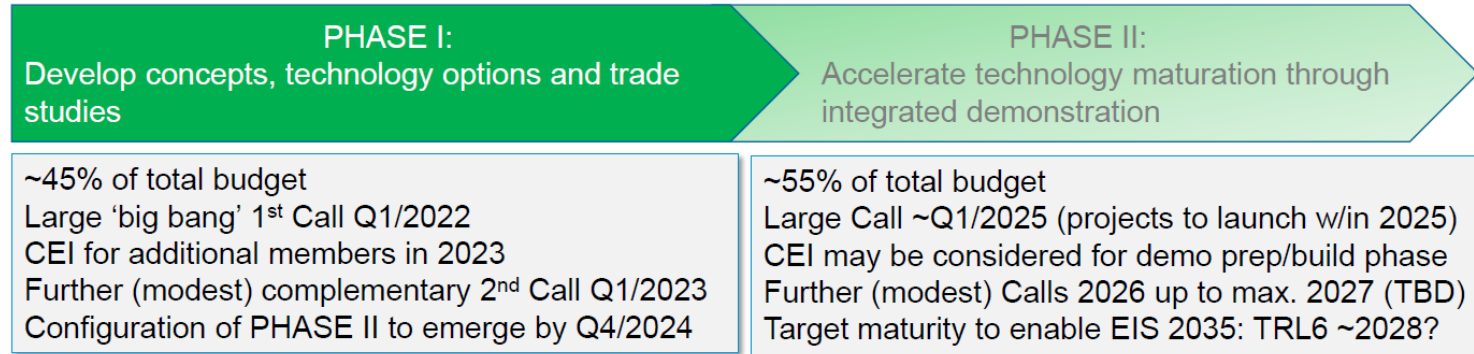 PHASE I:
Develop concepts, technology options and trade
studies
PHASE II:
Accelerate technology maturation through
integrated demonstration
~45% of total budget
Large ‘big bang’ 1st Call Q1/2022
CEI for additional members in 2023
Further (modest) complementary 2nd Call Q1/2023
Configuration of PHASE II to emerge by Q4/2024
~55% of total budget
Large Call ~Q1/2025 (projects to launch w/in 2025)
CEI may be considered for demo prep/build phase
Further (modest) Calls 2026 up to max. 2027 (TBD)
Target maturity to enable EIS 2035: TRL6 ~2028?